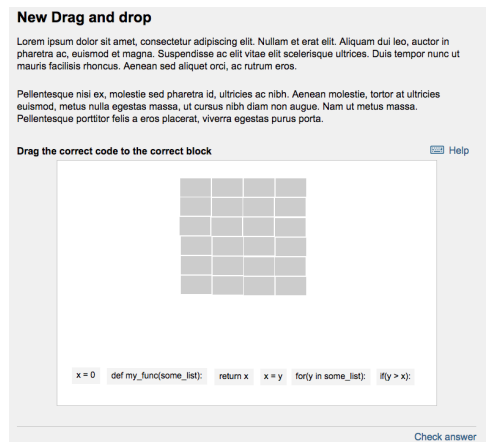 New Drag and drop
Lorem ipsum dolor sit amet, consectetur adipiscing elit. Nullam et erat elit. Aliquam dui leo, auctor in
pharetra ac, euismod et magna. Suspendisse ac elit vitae elit scelerisque ultrices. Duis tempor nunc ut
mauris facilisis rhoncus. Aenean sed aliquet orci, ac rutrum eros.
Pellentesque nisi ex, molestie sed pharetra id, ultricies ac nibh. Aenean molestie, tortor at ultricies
euismod, metus nulla egestas massa, ut cursus nibh diam non augue. Nam ut metus massa.
Pellentesque porttitor felis a eros placerat, viverra egestas purus porta.
Drag the correct code to the correct block Help
x = 0 def my_func(some_list): return x x = y for(y in some_list): if(y > x):
Check answer